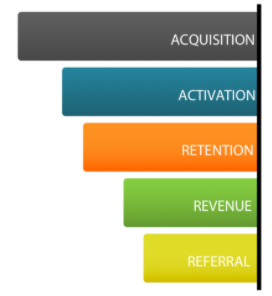 ACQUISITION
ACTIVATION
RETENTION
REVENUE
REFERRAL